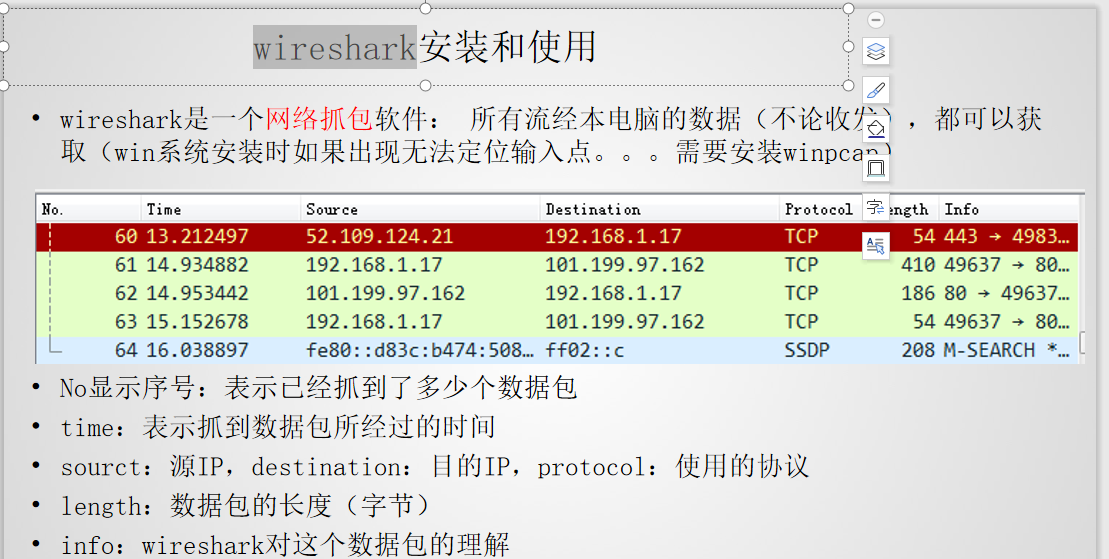 wireshark安装和使用
• wireshark是一个网络抓包软件： 所有流经本电脑的数据（不论收发），都可以获
取（win系统安装时如果出现无法定位输入点。。。需要安装winpcap）
No. Time Source Destination Protocol ength Info
60 13.212497 52.109.124.21 192.168.1.17 TCP 54 443 → 4983…
61 14.934882 192.168.1.17 101.199.97.162 TCP 410 49637 → 80…
62 14.953442 101.199.97.162 192.168.1.17 TCP 186 80 → 49637…
63 15.152678 192.168.1.17 101.199.97.162 TCP 54 49637 → 80…
64 16.038897 fe80::d83c:b474:508… ff02::c SSDP 208 M-SEARCH *…
• No显示序号：表示已经抓到了多少个数据包
• time：表示抓到数据包所经过的时间
• sourct：源IP，destination：目的IP，protocol：使用的协议
• length：数据包的长度（字节）
• info：wireshark对这个数据包的理解